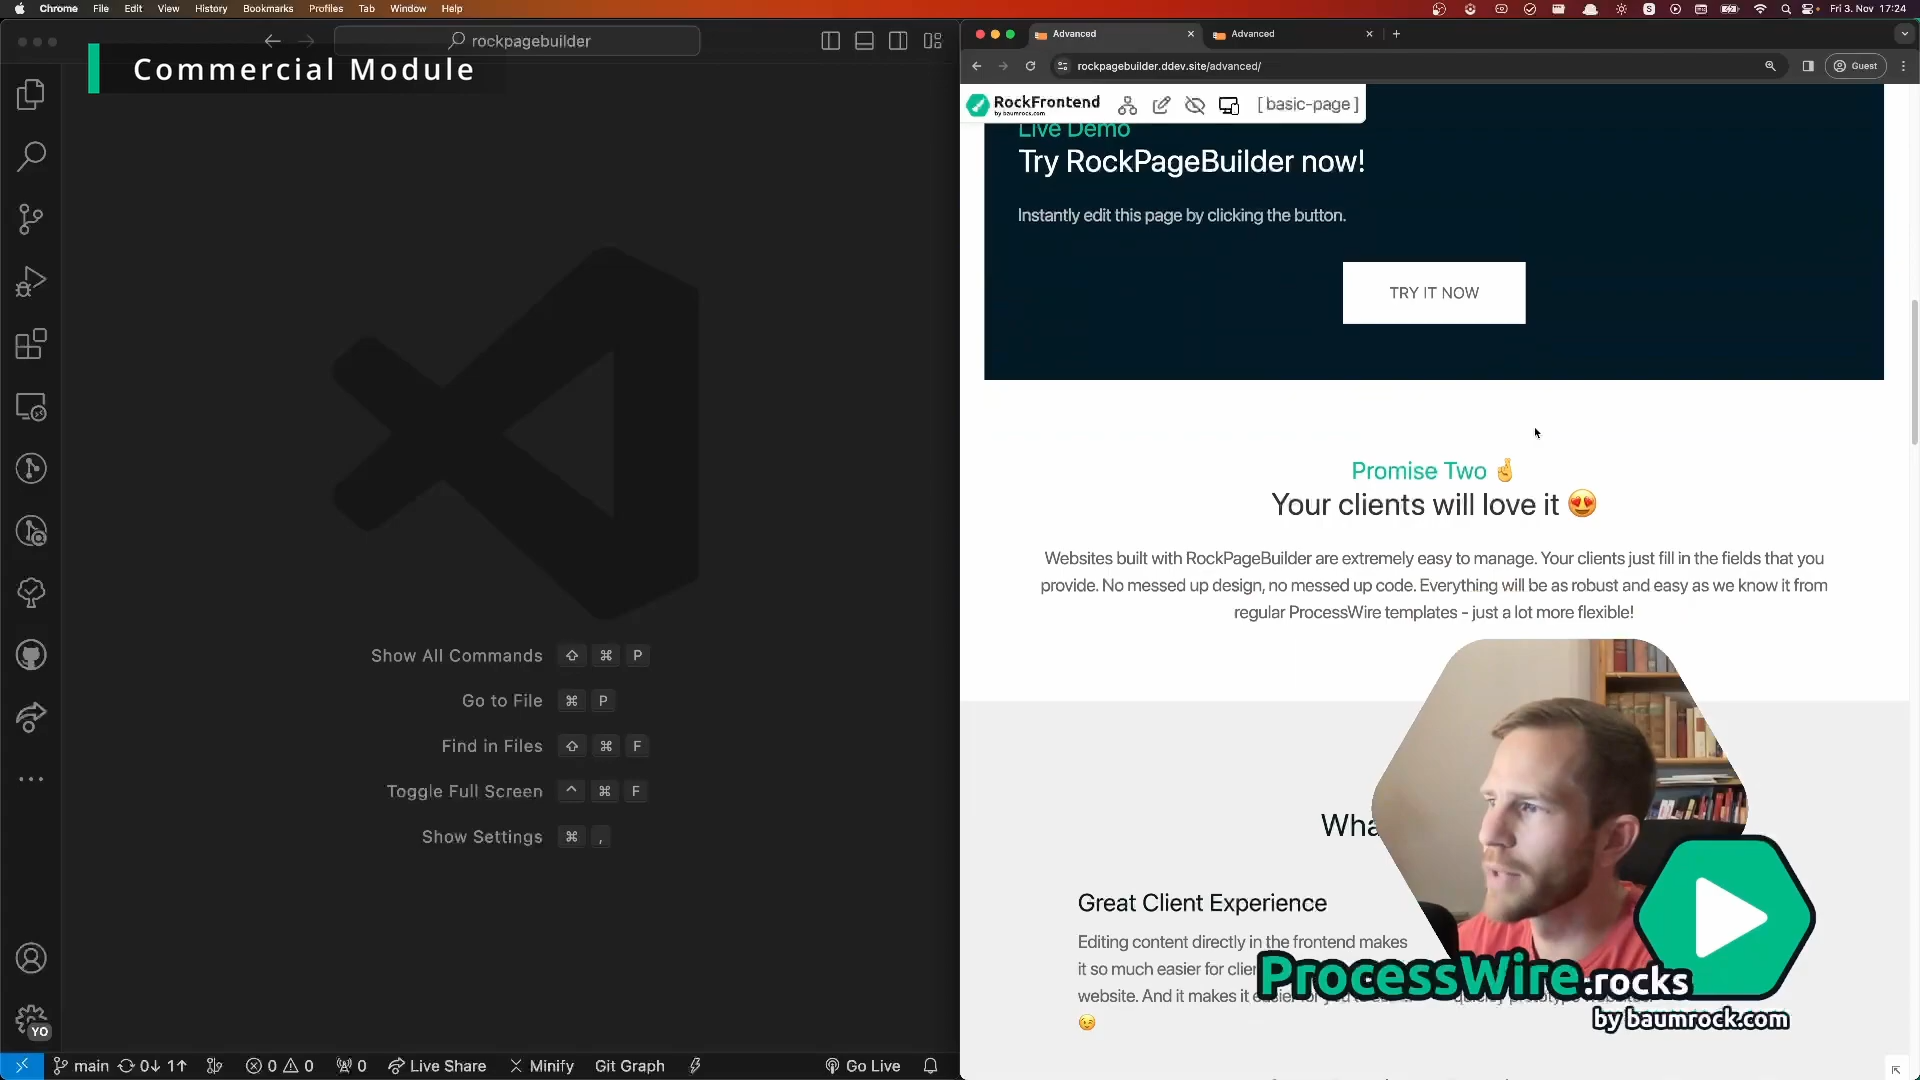 Chrome File Edit View History Bookmarks Profiles Tab Window Help
Fri 3. Nov 17:24
rockpagebuilder
Commercial Module
Show All Commands ⇧ ⌘ P
Go to File ⌘ P
Find in Files ⇧ ⌘ F
Toggle Full Screen ^ ⌘ F
Show Settings ⌘ ,
YO
main 0↓ 1↑ 0 0 0 Live Share Minify Git Graph Go Live
Advanced Advanced
rockpagebuilder.ddev.site/advanced/
Guest
RockFrontend
by baumrock.com
[ basic-page ]
Live Demo
Try RockPageBuilder now!
Instantly edit this page by clicking the button.
TRY IT NOW
Promise Two 🤞
Your clients will love it 😍
Websites built with RockPageBuilder are extremely easy to manage. Your clients just fill in the fields that you
provide. No messed up design, no messed up code. Everything will be as robust and easy as we know it from
regular ProcessWire templates - just a lot more flexible!
Great Client Experience
Editing content directly in the frontend makes
it so much easier for
website. And it makes it
😉
ProcessWire.rocks
by baumrock.com